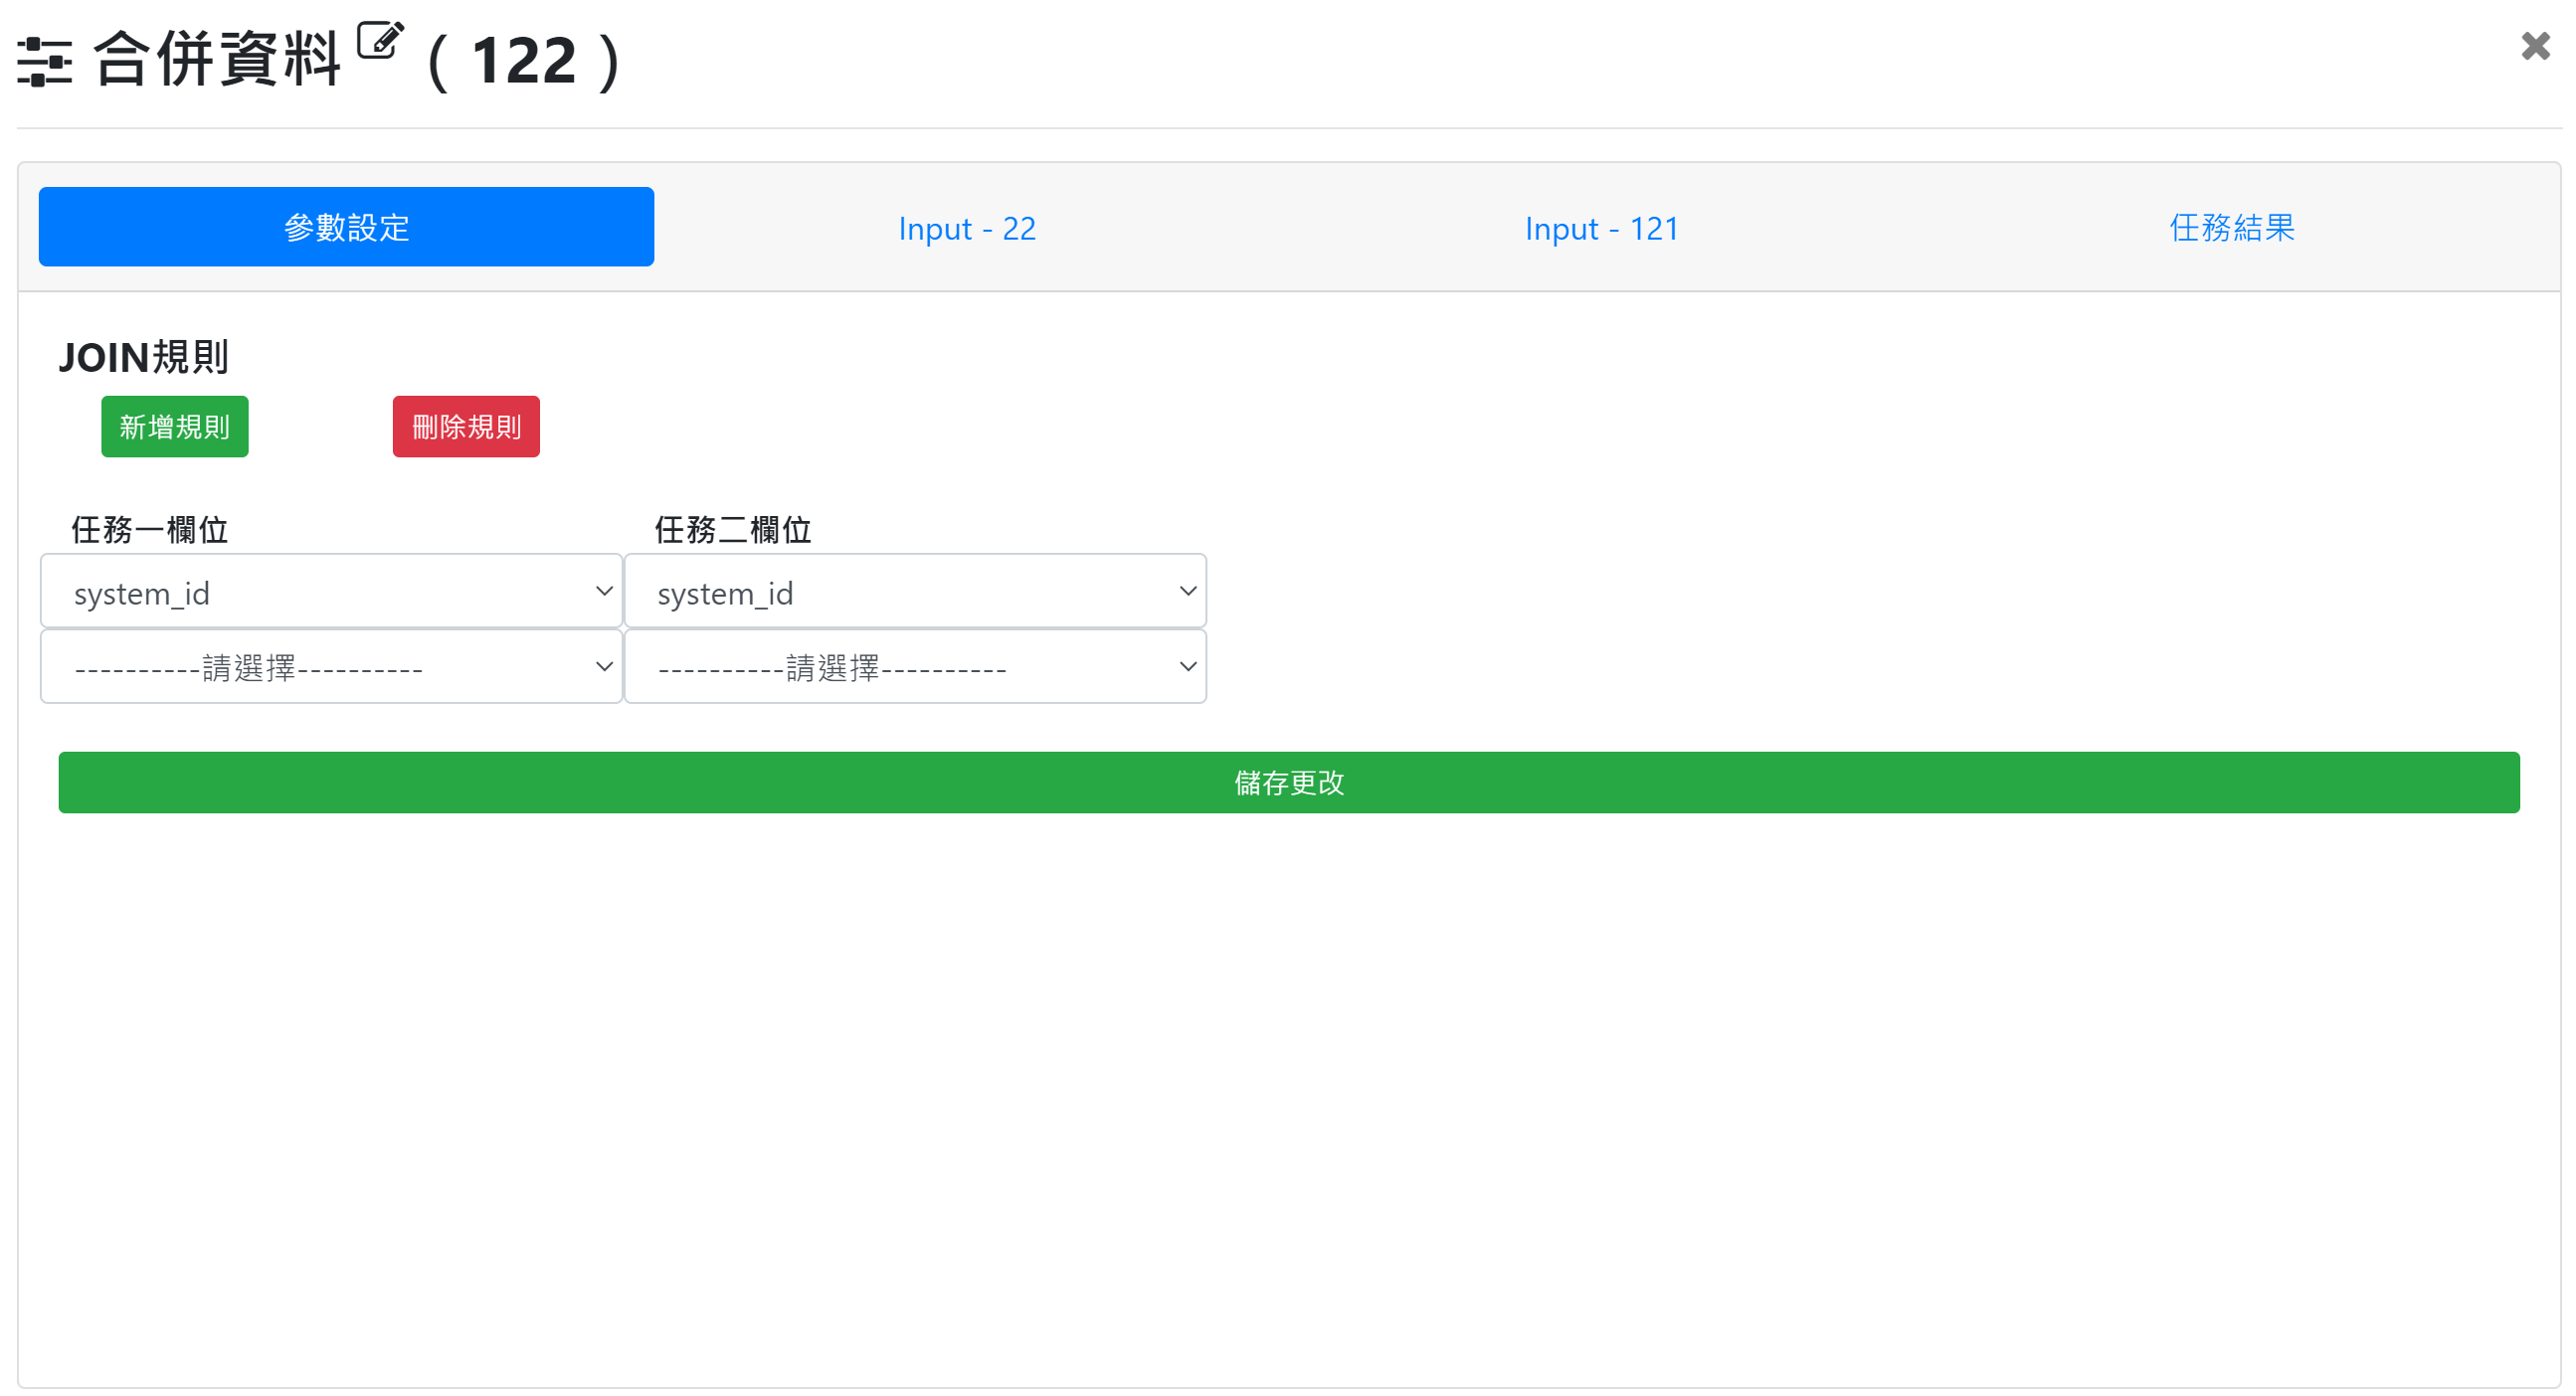 合併資料 ( 122 )
參數設定 Input - 22 Input - 121 任務結果
JOIN規則
新增規則 刪除規則
任務一欄位 任務二欄位
system_id system_id
----------請選擇---------- ----------請選擇----------
儲存更改